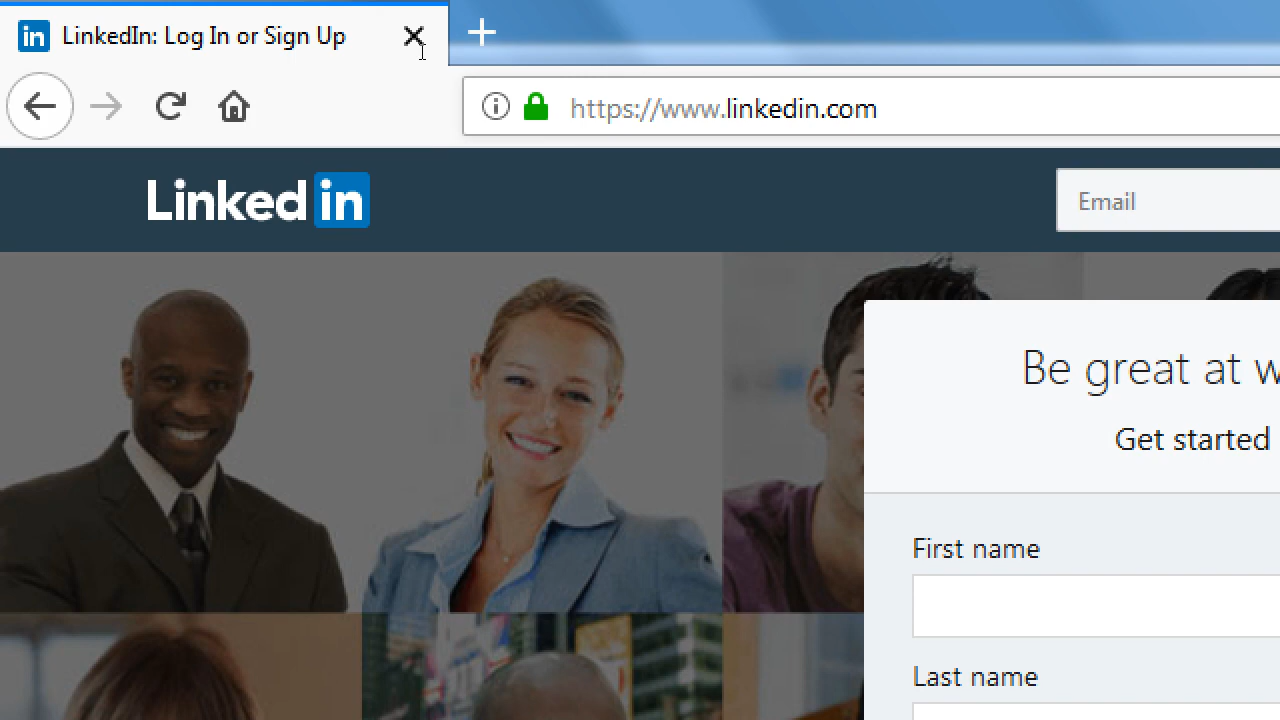 in LinkedIn: Log In or Sign Up
https://www.linkedin.com
Linked in
Email
Be great at w
Get started
First name
Last name